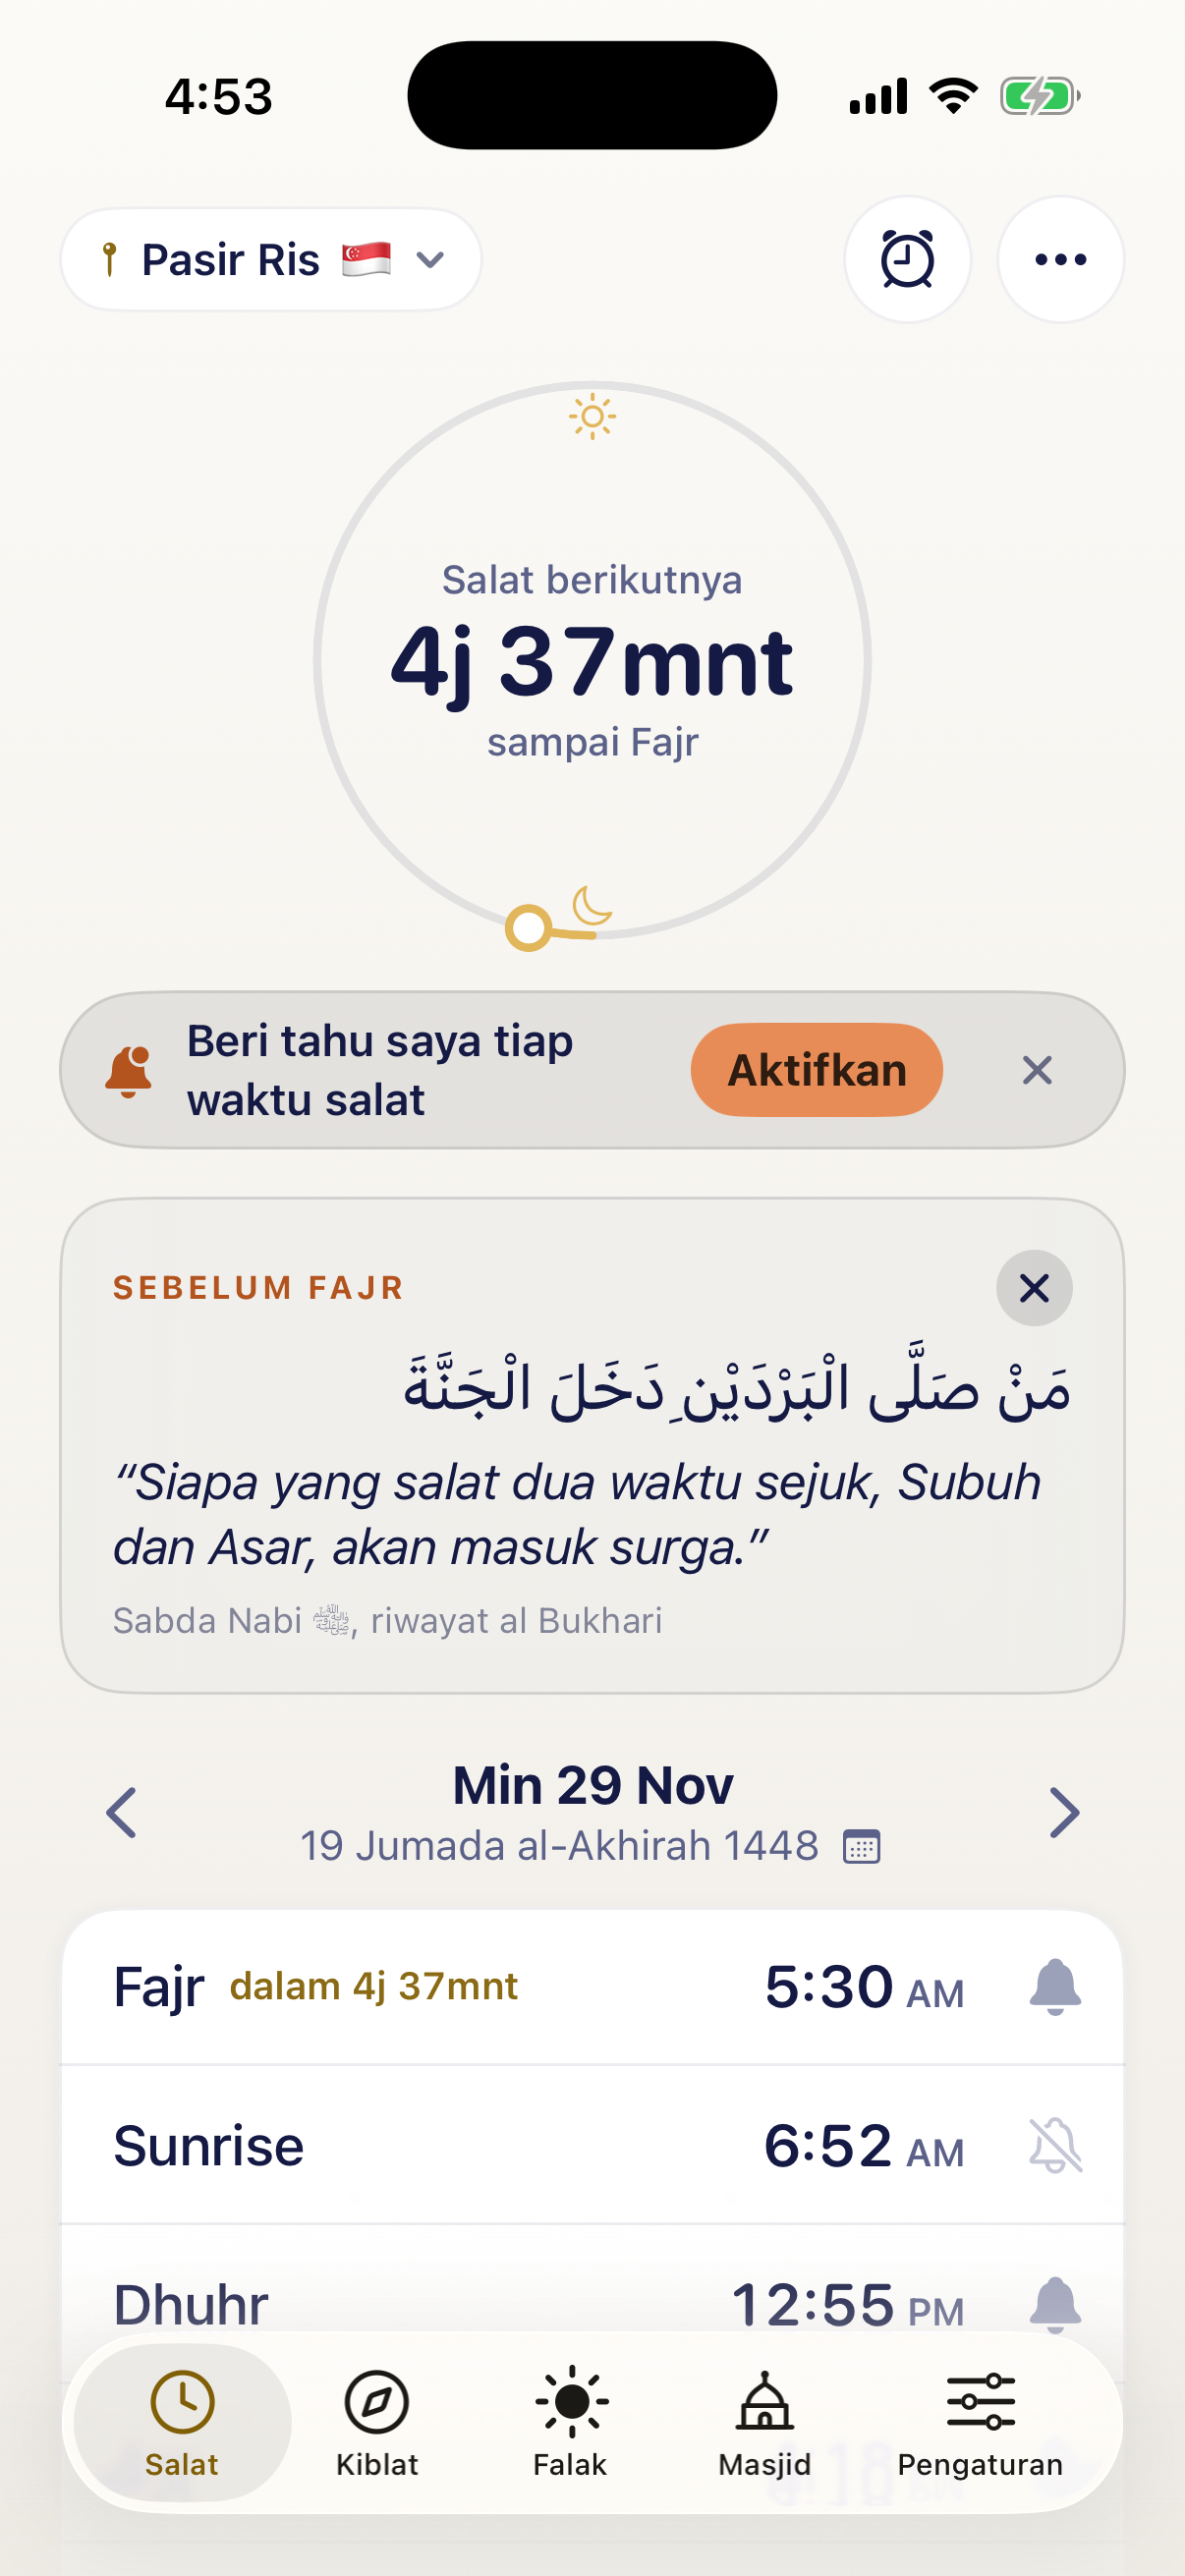 4:53
Pasir Ris
Salat berikutnya
4j 37mnt
sampai Fajr
Beri tahu saya tiap
waktu salat
Aktifkan
SEBELUM FAJR
مَنْ صَلَّى الْبَرْدَيْنِ دَخَلَ الْجَنَّةَ
“Siapa yang salat dua waktu sejuk, Subuh
dan Asar, akan masuk surga.”
Sabda Nabi ﷺ, riwayat al Bukhari
Min 29 Nov
19 Jumada al-Akhirah 1448
Fajr dalam 4j 37mnt 5:30 AM
Sunrise 6:52 AM
Dhuhr 12:55 PM
Salat Kiblat Falak Masjid Pengaturan